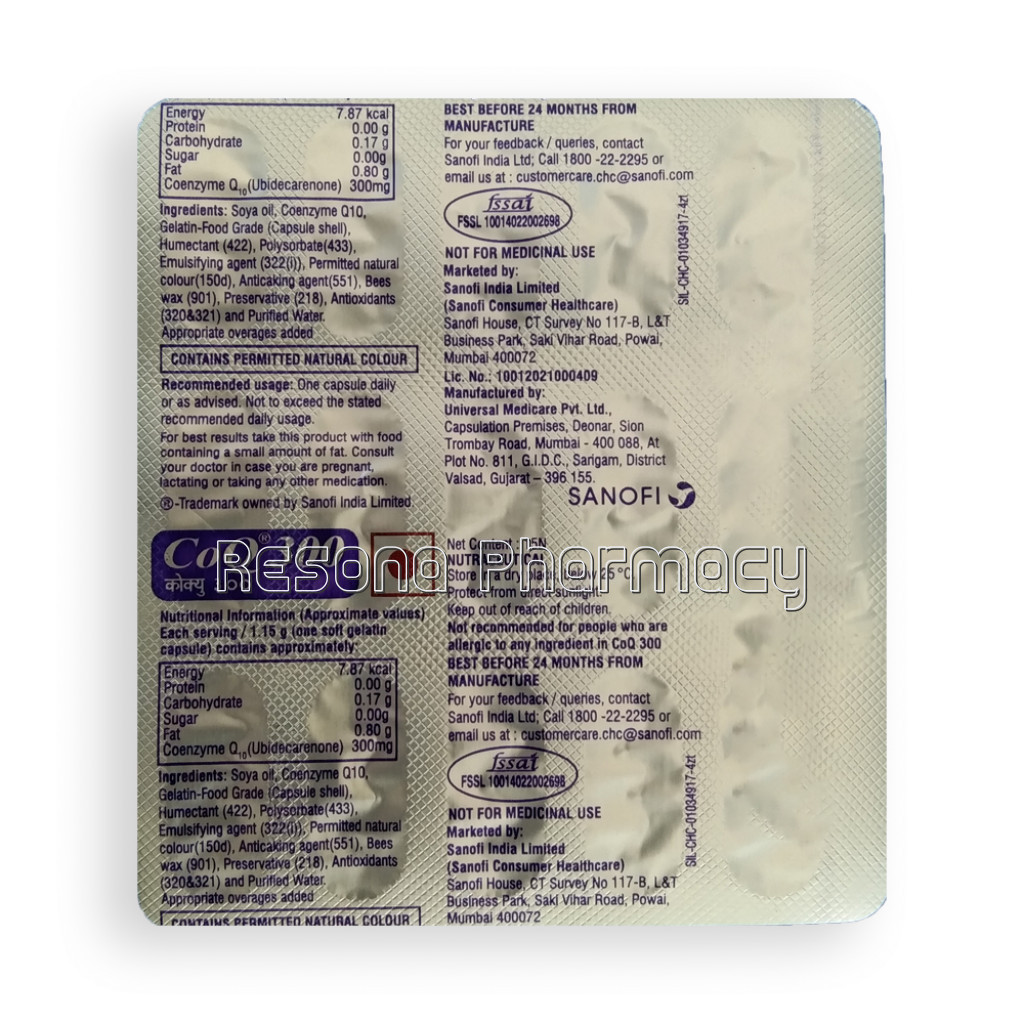 Energy 7.87 kcal
Protein 0.00 g
Carbohydrate 0.17 g
Sugar 0.00g
Fat 0.80 g
Coenzyme Q10(Ubidecarenone) 300mg
Ingredients: Soya oil, Coenzyme Q10,
Gelatin-Food Grade (Capsule shell),
Humectant (422), Polysorbate(433),
Emulsifying agent (322(i)), Permitted natural
colour(150d), Anticaking agent(551), Bees
wax (901), Preservative (218), Antioxidants
(320&321) and Purified Water.
Appropriate overages added
CONTAINS PERMITTED NATURAL COLOUR
Recommended usage: One capsule daily
or as advised. Not to exceed the stated
recommended daily usage.
For best results take this product with food
containing a small amount of fat. Consult
your doctor in case you are pregnant,
lactating or taking any other medication.
®-Trademark owned by Sanofi India Limited.
CoQ® 300
कोक्यु
Nutritional Information (Approximate values)
Each serving / 1.15 g (one soft gelatin
capsule) contains approximately:
Energy 7.87 kcal
Protein 0.00 g
Carbohydrate 0.17 g
Sugar 0.00g
Fat 0.80 g
Coenzyme Q10(Ubidecarenone) 300mg
Ingredients: Soya oil, Coenzyme Q10,
Gelatin-Food Grade (Capsule shell),
Humectant (422), Polysorbate(433),
Emulsifying agent (322(i)), Permitted natural
colour(150d), Anticaking agent(551), Bees
wax (901), Preservative (218), Antioxidants
(320&321) and Purified Water.
Appropriate overages added
CONTAINS PERMITTED NATURAL COLOUR
BEST BEFORE 24 MONTHS FROM
MANUFACTURE
For your feedback / queries, contact
Sanofi India Ltd; Call 1800 -22-2295 or
email us at : customercare.chc@sanofi.com
fssai
FSSL 10014022002698
SIL-CHC-01034917-4zt
NOT FOR MEDICINAL USE
Marketed by:
Sanofi India Limited
(Sanofi Consumer Healthcare)
Sanofi House, CT Survey No 117-B, L&T
Business Park, Saki Vihar Road, Powai,
Mumbai 400072
Lic. No.: 10012021000409
Manufactured by:
Universal Medicare Pvt. Ltd.,
Capsulation Premises, Deonar, Sion
Trombay Road, Mumbai - 400 088, At
Plot No. 811, G.I.D.C., Sarigam, District
Valsad, Gujarat – 396 155.
SANOFI
Net Content : 15N
NUTRACEUTICAL
Store in a dry place, below 25°C
Protect from direct sunlight.
Keep out of reach of children.
Not recommended for people who are
allergic to any ingredient in CoQ 300
BEST BEFORE 24 MONTHS FROM
MANUFACTURE
For your feedback / queries, contact
Sanofi India Ltd; Call 1800 -22-2295 or
email us at : customercare.chc@sanofi.com
fssai
FSSL 10014022002698
SIL-CHC-01034917-4zt
NOT FOR MEDICINAL USE
Marketed by:
Sanofi India Limited
(Sanofi Consumer Healthcare)
Sanofi House, CT Survey No 117-B, L&T
Business Park, Saki Vihar Road, Powai,
Mumbai 400072
Resono Pharmacy